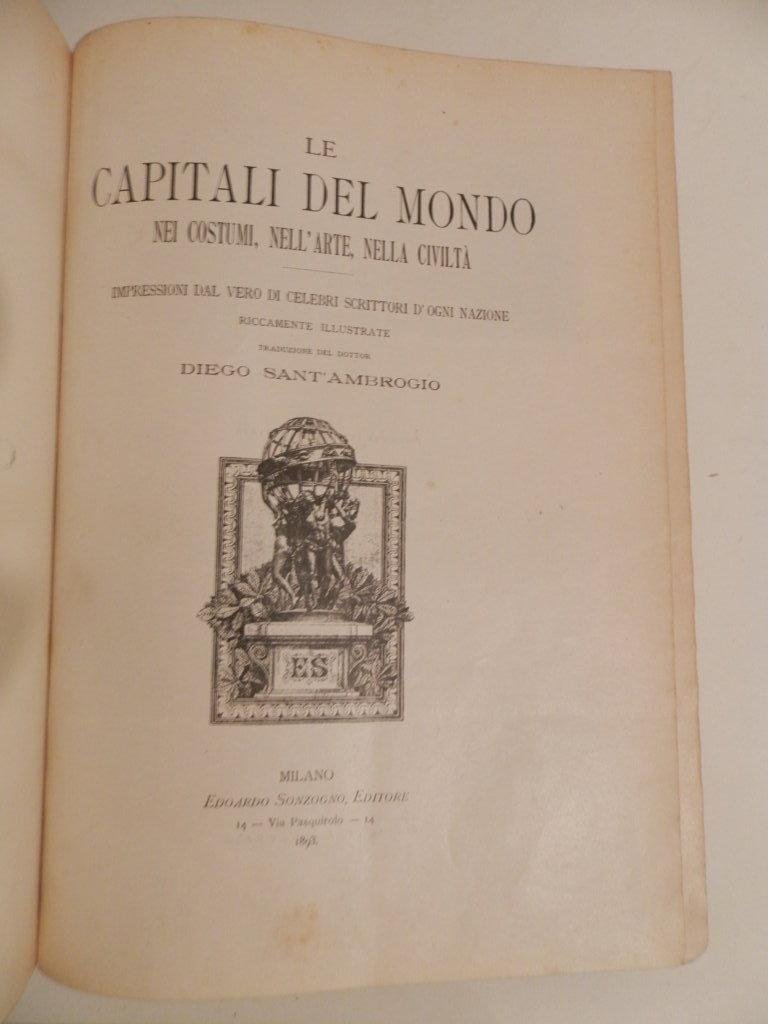 LE
CAPITALI DEL MONDO
NEI COSTUMI, NELL'ARTE, NELLA CIVILTÀ
IMPRESSIONI DAL VERO DI CELEBRI SCRITTORI D'OGNI NAZIONE
RICCAMENTE ILLUSTRATE
TRADUZIONE DEL DOTTOR
DIEGO SANT'AMBROGIO
ES
MILANO
EDOARDO SONZOGNO, EDITORE
14 — Via Pasquirolo — 14
1893.